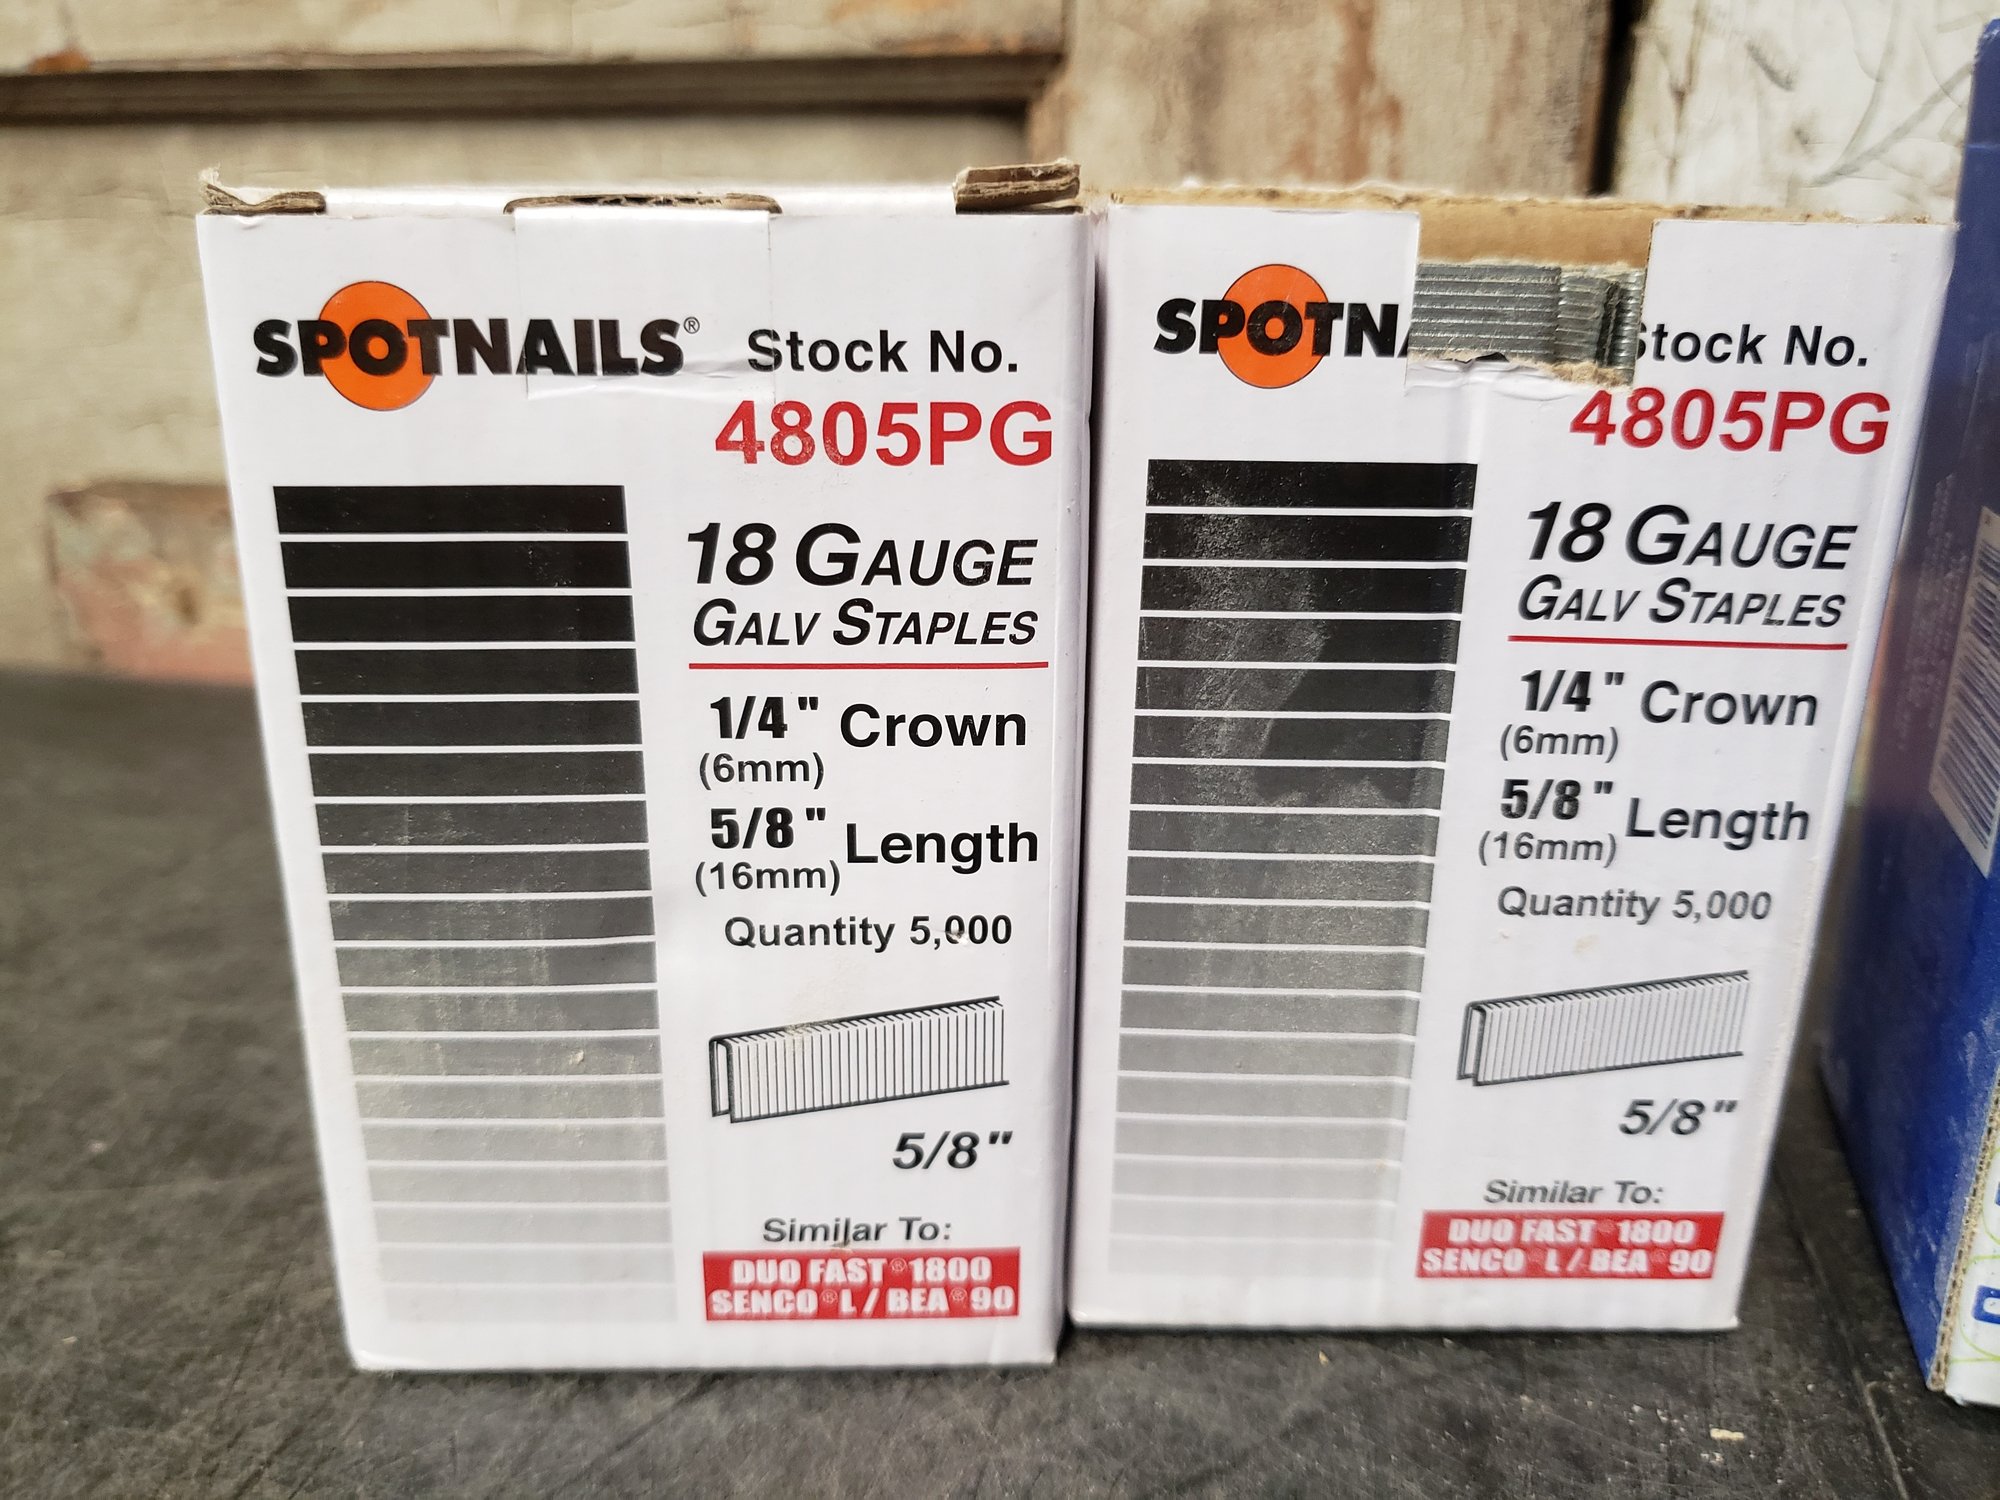 SPOTNAILS® Stock No.
4805PG
18 GAUGE
GALV STAPLES
1/4" Crown
(6mm)
5/8" Length
(16mm)
Quantity 5,000
5/8"
Similar To:
DUO FAST® 1800
SENCO® L / BEA® 90
SPOTN Stock No.
4805PG
18 GAUGE
GALV STAPLES
1/4" Crown
(6mm)
5/8" Length
(16mm)
Quantity 5,000
5/8"
Similar To:
DUO FAST® 1800
SENCO® L / BEA® 90